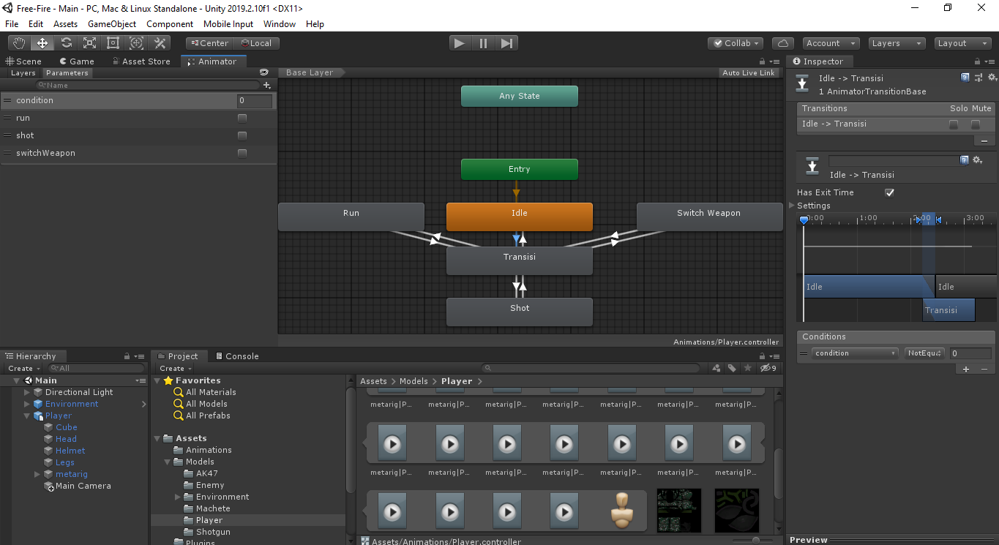 Free-Fire - Main - PC, Mac & Linux Standalone - Unity 2019.2.10f1 <DX11>
File Edit Assets GameObject Component Mobile Input Window Help
Center Local Collab Account Layers Layout
Scene Game Asset Store Animator
Layers Parameters
Name
condition 0
run
shot
switchWeapon
Base Layer Auto Live Link
Any State
Entry
Run Idle Switch Weapon
Transisi
Shot
Animations/Player.controller
Inspector
Idle -> Transisi
1 AnimatorTransitionBase
Transitions Solo Mute
Idle -> Transisi
Idle -> Transisi
Has Exit Time
Settings
0:00 1:00 2:00 3:00
Idle Idle
Transisi
Conditions
condition NotEqu 0
Preview
Hierarchy
Create All
Main
Directional Light
Environment
Player
Cube
Head
Helmet
Legs
metarig
Main Camera
Project Console
Create 9
Favorites
All Materials
All Models
All Prefabs
Assets
Animations
Models
AK47
Enemy
Environment
Machete
Player
Shotgun
Plugins
Assets > Models > Player >
metarig|P... metarig|P... metarig|P... metarig|P... metarig|P... metarig|P... metarig|P...
metarig|P... metarig|P... metarig|P... metarig|P... metarig|P... metarig|P... metarig|P...
Assets/Animations/Player.controller